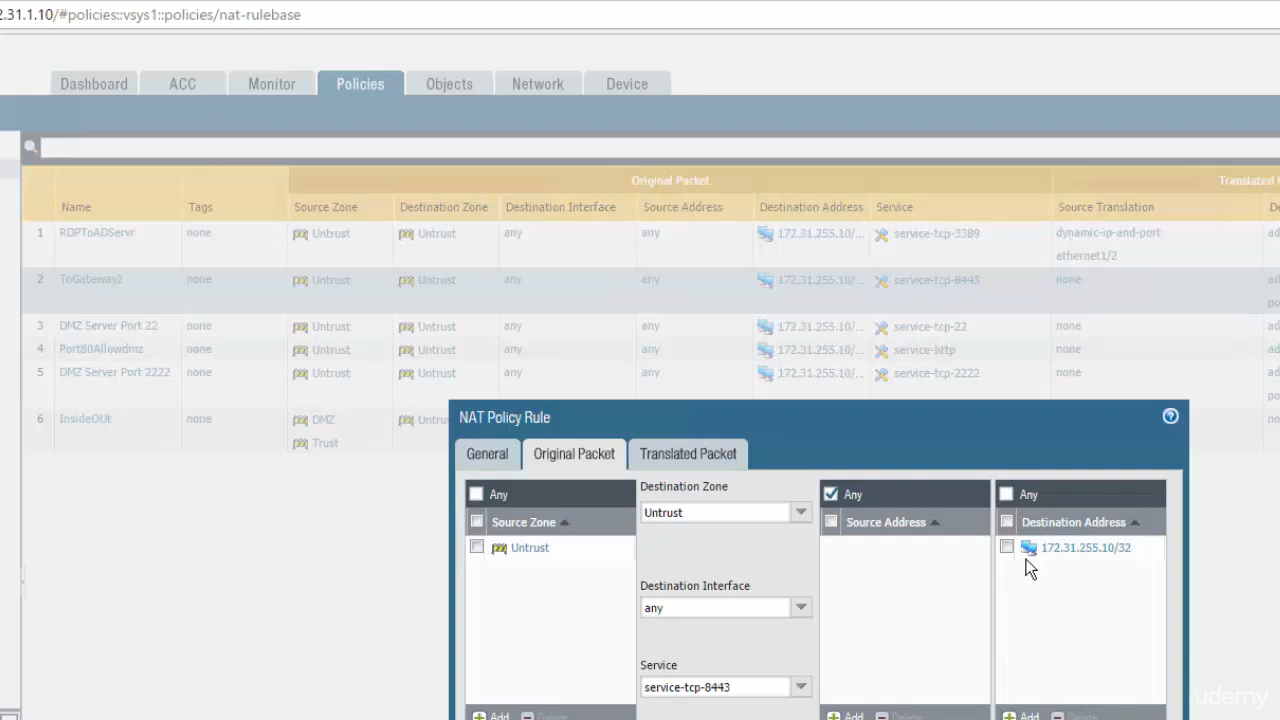 2.31.1.10/#policies::vsys1::policies/nat-rulebase
Dashboard ACC Monitor Policies Objects Network Device
Original Packet Translated
Name Tags Source Zone Destination Zone Destination Interface Source Address Destination Address Service Source Translation De
1 RDPToADServr none Untrust Untrust any any 172.31.255.10/... service-tcp-3389 dynamic-ip-and-port ad
ethernet1/2
2 ToGateway2 none Untrust Untrust any any 172.31.255.10/... service-tcp-8443 none ad
po
3 DMZ Server Port 22 none Untrust Untrust any any 172.31.255.10/... service-tcp-22 none ad
4 Port80Allowdmz none Untrust Untrust any any 172.31.255.10/... service-http none ad
5 DMZ Server Port 2222 none Untrust Untrust any any 172.31.255.10/... service-tcp-2222 none ad
po
6 InsideOUt none DMZ Untru no
Trust
NAT Policy Rule
General Original Packet Translated Packet
Any Destination Zone Any Any
Source Zone Untrust Source Address Destination Address
Untrust 172.31.255.10/32
Destination Interface
any
Service
service-tcp-8443
Add Delete Add Delete Add Delete
udemy